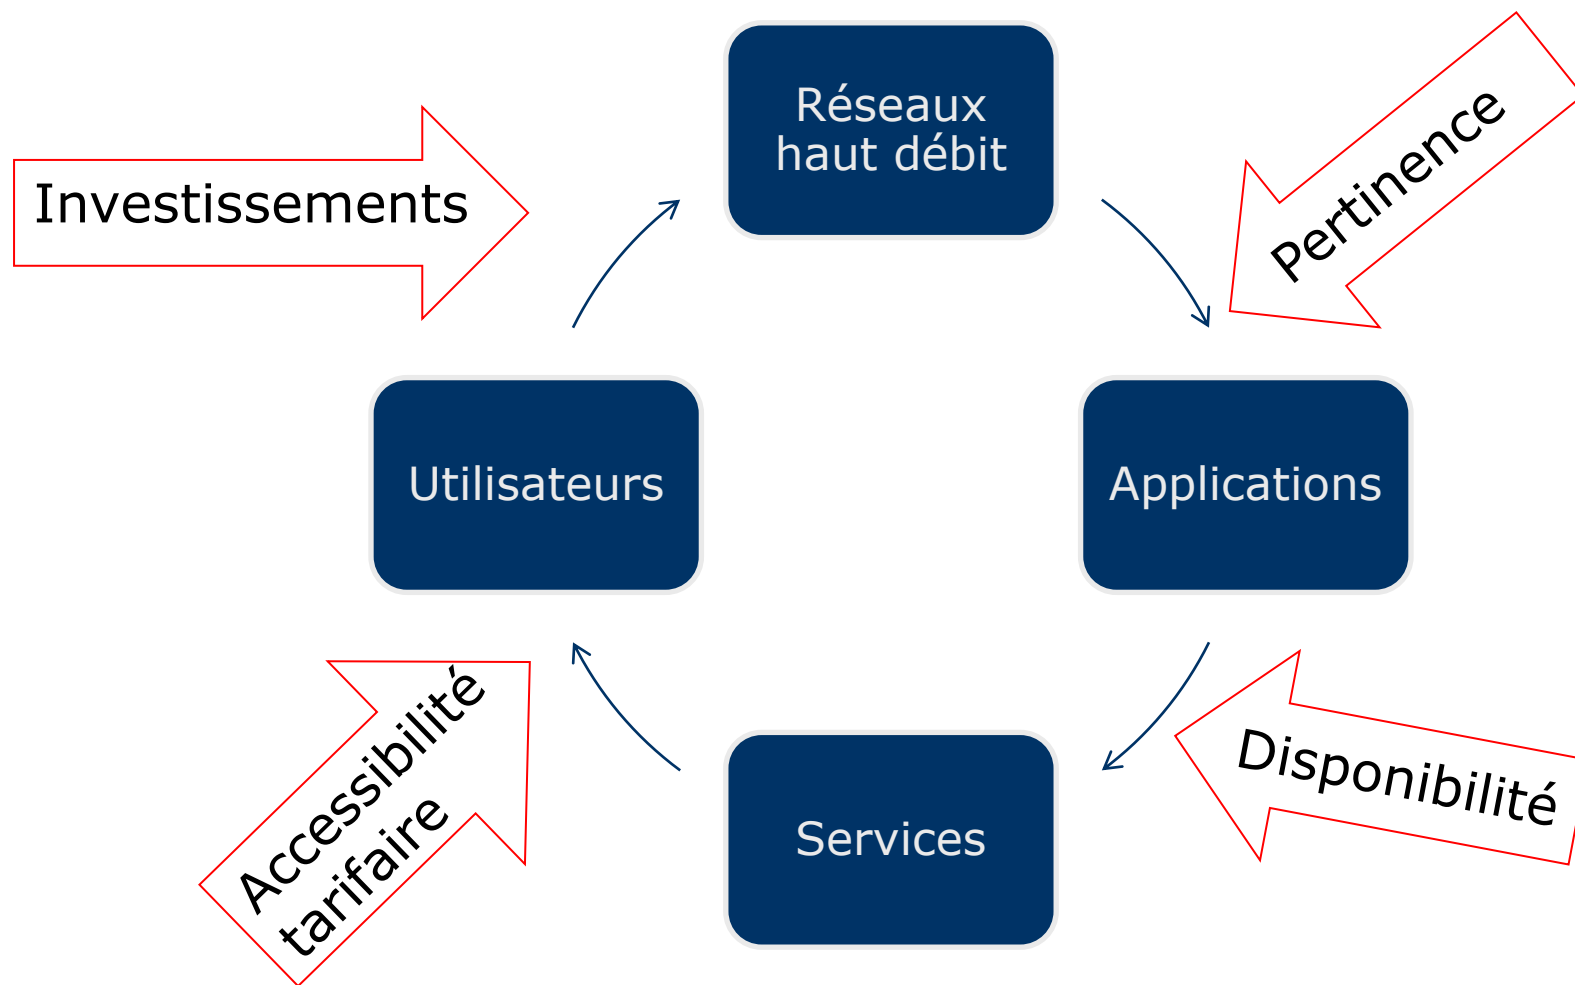 Réseaux
haut débit
Investissements
Pertinence
Utilisateurs
Applications
Accessibilité
tarifaire
Disponibilité
Services